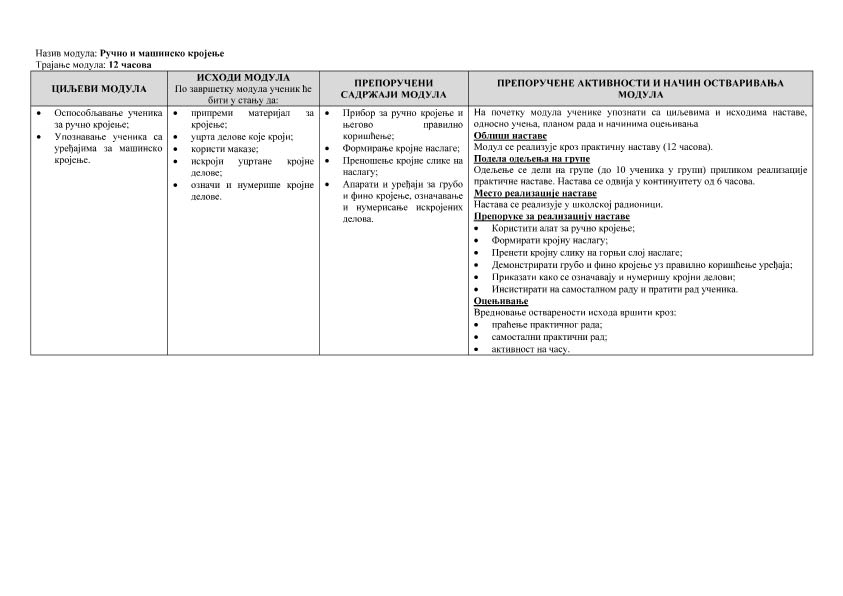 Назив модула: Ручно и машинско кројење
Трајање модула: 12 часова
ЦИЉЕВИ МОДУЛА
ИСХОДИ МОДУЛА
По завршетку модула ученик ће
бити у стању да:
ПРЕПОРУЧЕНИ
САДРЖАЈИ МОДУЛА
ПРЕПОРУЧЕНЕ АКТИВНОСТИ И НАЧИН ОСТВАРИВАЊА
МОДУЛА
• Оспособљавање ученика
за ручно кројење;
• Упознавање ученика са
уређајима за машинско
кројење.
• припреми материјал за
кројење;
• уцрта делове које кроји;
• користи маказе;
• искроји уцртане кројне
делове;
• означи и нумерише кројне
делове.
• Прибор за ручно кројење и
његово правилно
коришћење;
• Формирање кројне наслаге;
• Преношење кројне слике на
наслагу;
• Апарати и уређаји за грубо
и фино кројење, означавање
и нумерисање искројених
делова.
На почетку модула ученике упознати са циљевима и исходима наставе,
односно учења, планом рада и начинима оцењивања
Облици наставе
Модул се реализује кроз практичну наставу (12 часова).
Подела одељења на групе
Одељење се дели на групе (до 10 ученика у групи) приликом реализације
практичне наставе. Настава се одвија у континуитету од 6 часова.
Место реализације наставе
Настава се реализује у школској радионици.
Препоруке за реализацију наставе
• Користити алат за ручно кројење;
• Формирати кројну наслагу;
• Пренети кројну слику на горњи слој наслаге;
• Демонстрирати грубо и фино кројење уз правилно коришћење уређаја;
• Приказати како се означавају и нумеришу кројни делови;
• Инсистирати на самосталном раду и пратити рад ученика.
Оцењивање
Вредновање остварености исхода вршити кроз:
• праћење практичног рада;
• самостални практични рад;
• активност на часу.